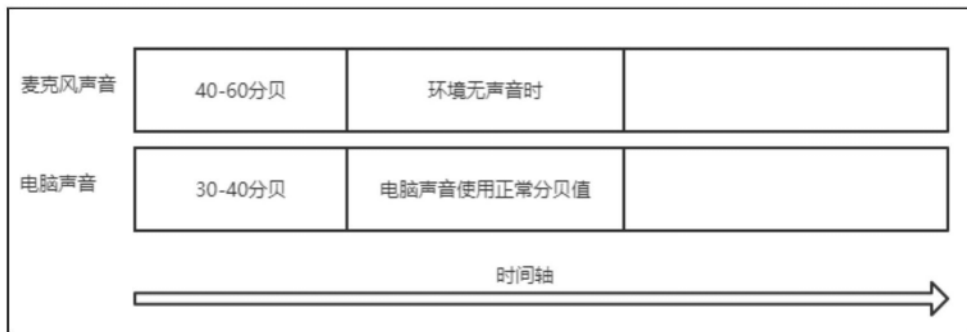 麦克风声音
40-60分贝
环境无声音时
电脑声音
30-40分贝
电脑声音使用正常分贝值
时间轴